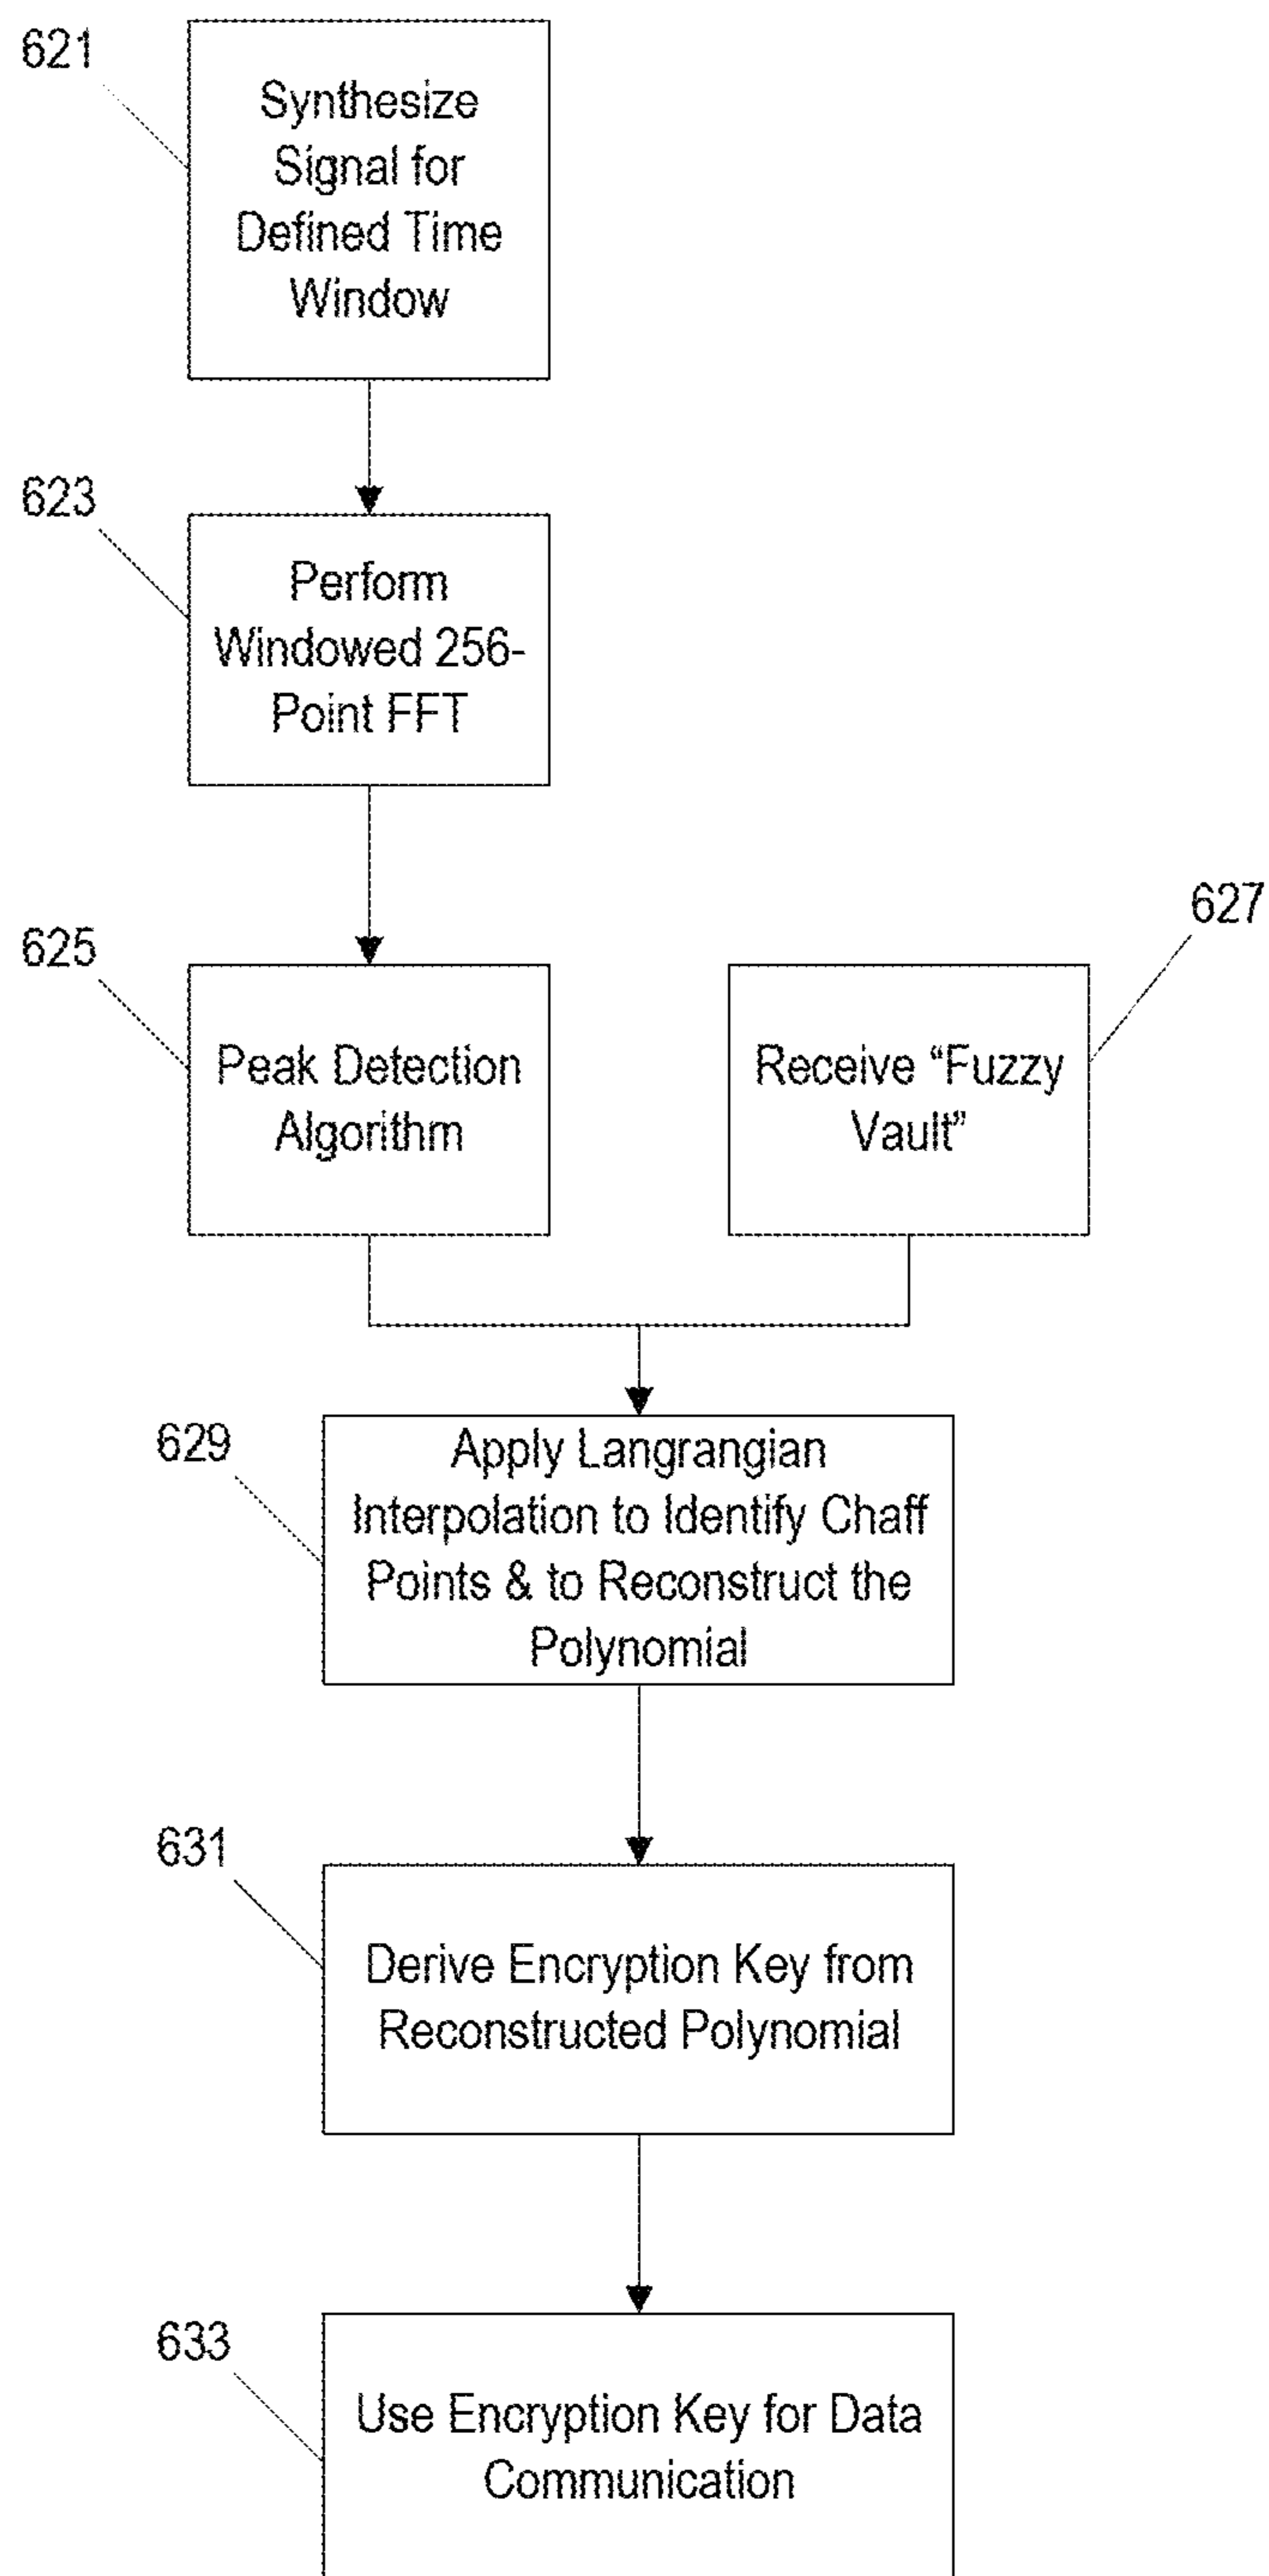 621
Synthesize
Signal for
Defined Time
Window
623
Perform
Windowed 256-
Point FFT
625
Peak Detection
Algorithm
627
Receive “Fuzzy
Vault”
629
Apply Langrangian
Interpolation to Identify Chaff
Points & to Reconstruct the
Polynomial
631
Derive Encryption Key from
Reconstructed Polynomial
633
Use Encryption Key for Data
Communication